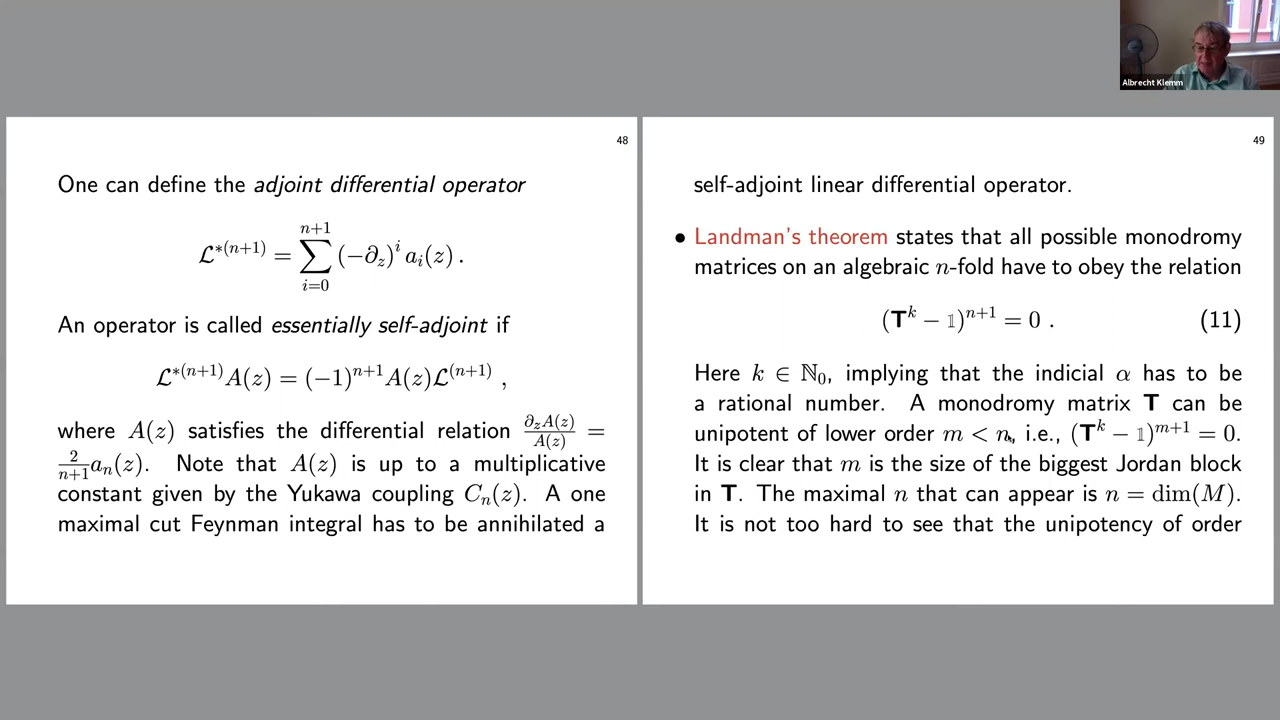 Albrecht Klemm
48
One can define the adjoint differential operator
ℒ*⁽ⁿ⁺¹⁾ = ∑_{i=0}^{n+1} (−∂_z)^i a_i(z) .
An operator is called essentially self-adjoint if
ℒ*⁽ⁿ⁺¹⁾A(z) = (−1)ⁿ⁺¹A(z)ℒ⁽ⁿ⁺¹⁾ ,
where A(z) satisfies the differential relation ∂_zA(z)/A(z) =
2/(n+1) a_n(z). Note that A(z) is up to a multiplicative
constant given by the Yukawa coupling C_n(z). A one
maximal cut Feynman integral has to be annihilated a
49
self-adjoint linear differential operator.
• Landman's theorem states that all possible monodromy
matrices on an algebraic n-fold have to obey the relation
(T^k − 𝟙)ⁿ⁺¹ = 0 . (11)
Here k ∈ ℕ₀, implying that the indicial α has to be
a rational number. A monodromy matrix T can be
unipotent of lower order m < n, i.e., (T^k − 𝟙)^{m+1} = 0.
It is clear that m is the size of the biggest Jordan block
in T. The maximal n that can appear is n = dim(M).
It is not too hard to see that the unipotency of order